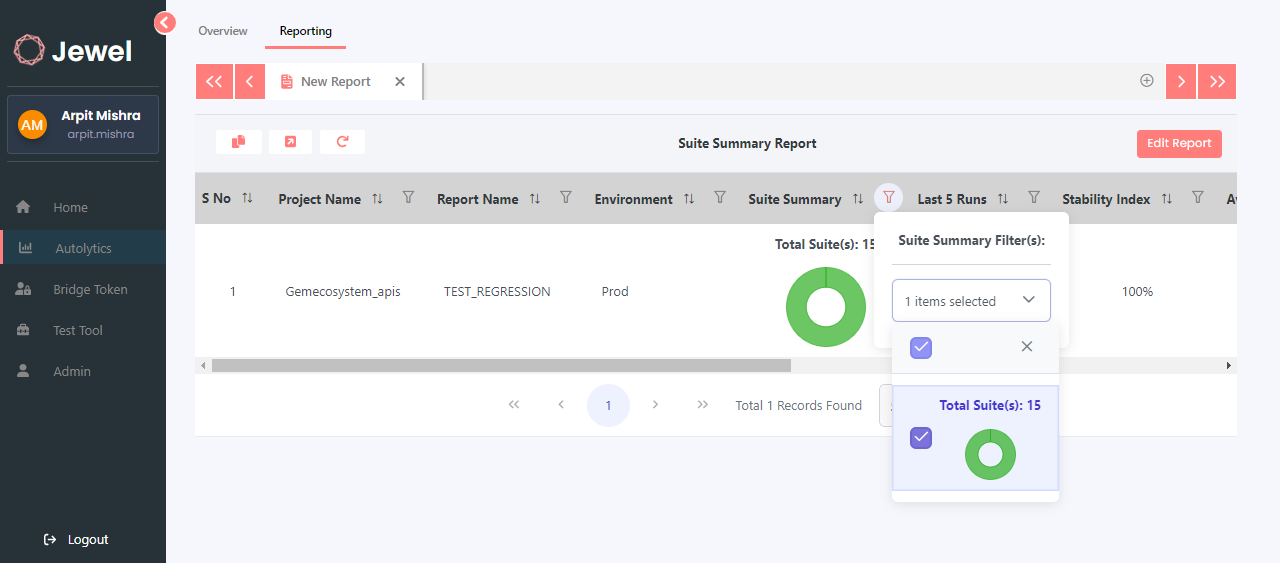 Jewel
AM
Arpit Mishra
arpit.mishra
Home
Autolytics
Bridge Token
Test Tool
Admin
Logout
Overview
Reporting
New Report
Suite Summary Report
Edit Report
S No
Project Name
Report Name
Environment
Suite Summary
Last 5 Runs
Stability Index
1
Gemecosystem_apis
TEST_REGRESSION
Prod
Total Suite(s): 15
100%
Suite Summary Filter(s):
1 items selected
Total Suite(s): 15
1
Total 1 Records Found